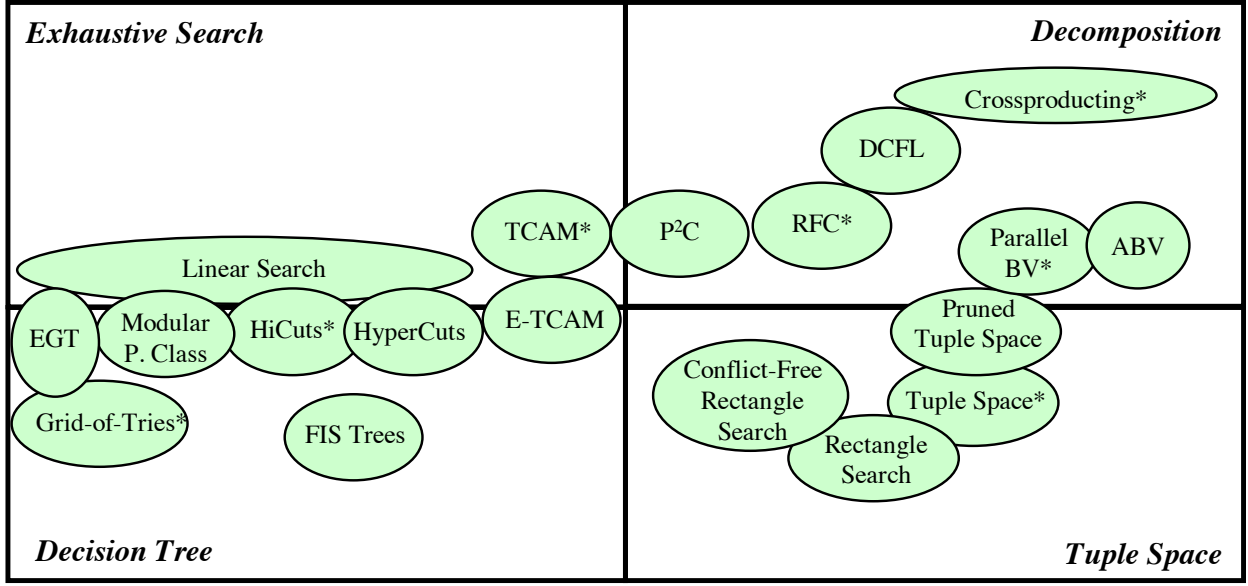 Exhaustive Search
Decomposition
Crossproducting*
DCFL
TCAM*
P²C
RFC*
Parallel
BV*
ABV
Linear Search
EGT
Modular
P. Class
HiCuts*
HyperCuts
E-TCAM
Pruned
Tuple Space
Conflict-Free
Rectangle
Search
Tuple Space*
Grid-of-Tries*
FIS Trees
Rectangle
Search
Decision Tree
Tuple Space